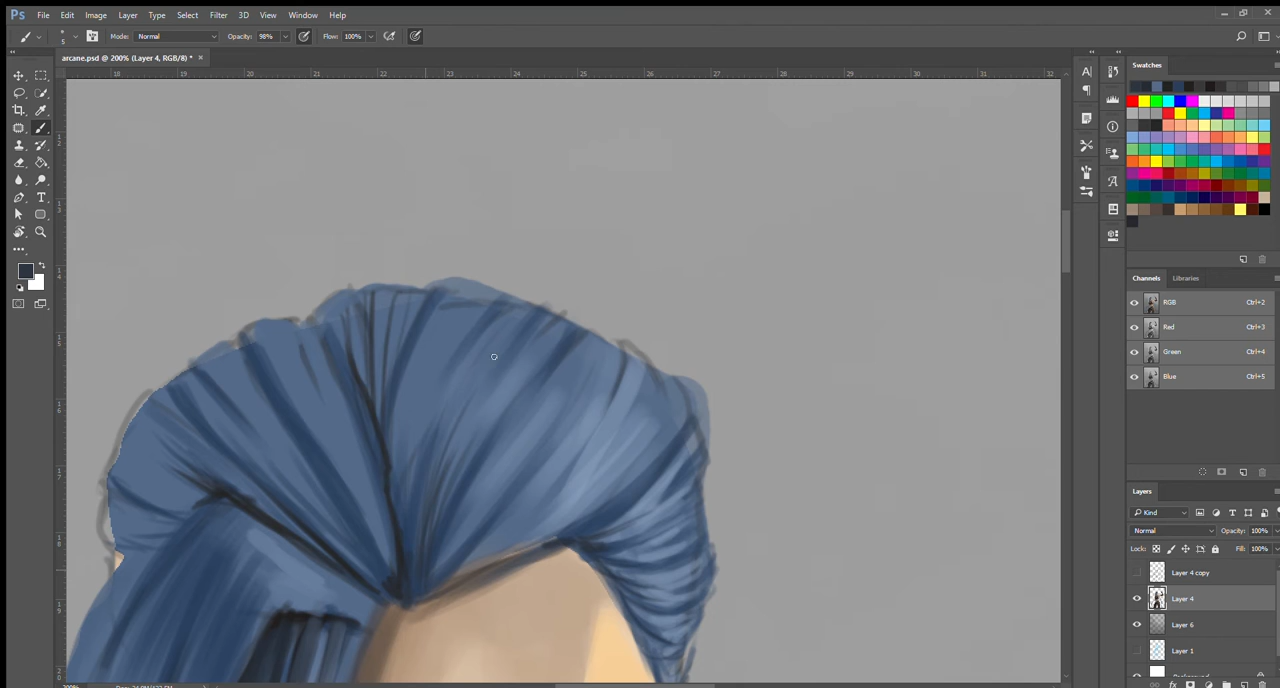 Ps File Edit Image Layer Type Select Filter 3D View Window Help
5 Mode: Normal Opacity: 98% Flow: 100%
arcane.psd @ 200% (Layer 4, RGB/8) * ×
18 19 20 21 22 23 24 25 26 27 28 29 30 31 32
Swatches
Channels Libraries
RGB Ctrl+2
Red Ctrl+3
Green Ctrl+4
Blue Ctrl+5
Layers
Kind
Normal Opacity: 100%
Lock: Fill: 100%
Layer 4 copy
Layer 4
Layer 6
Layer 1